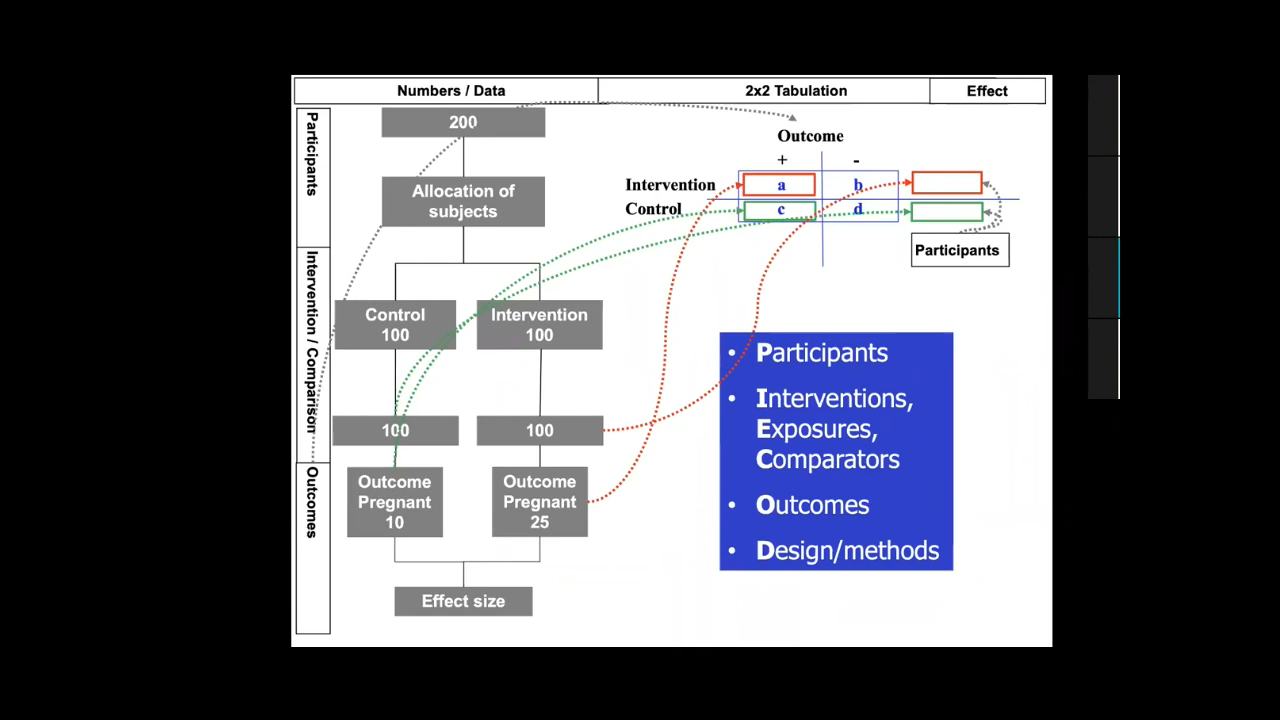 Numbers / Data
2x2 Tabulation
Effect
Participants
200
Allocation of
subjects
Intervention / Comparison
Control
100
Intervention
100
100
100
Outcomes
Outcome
Pregnant
10
Outcome
Pregnant
25
Effect size
Outcome
+ -
Intervention a b
Control c d
Participants
• Participants
• Interventions,
Exposures,
Comparators
• Outcomes
• Design/methods